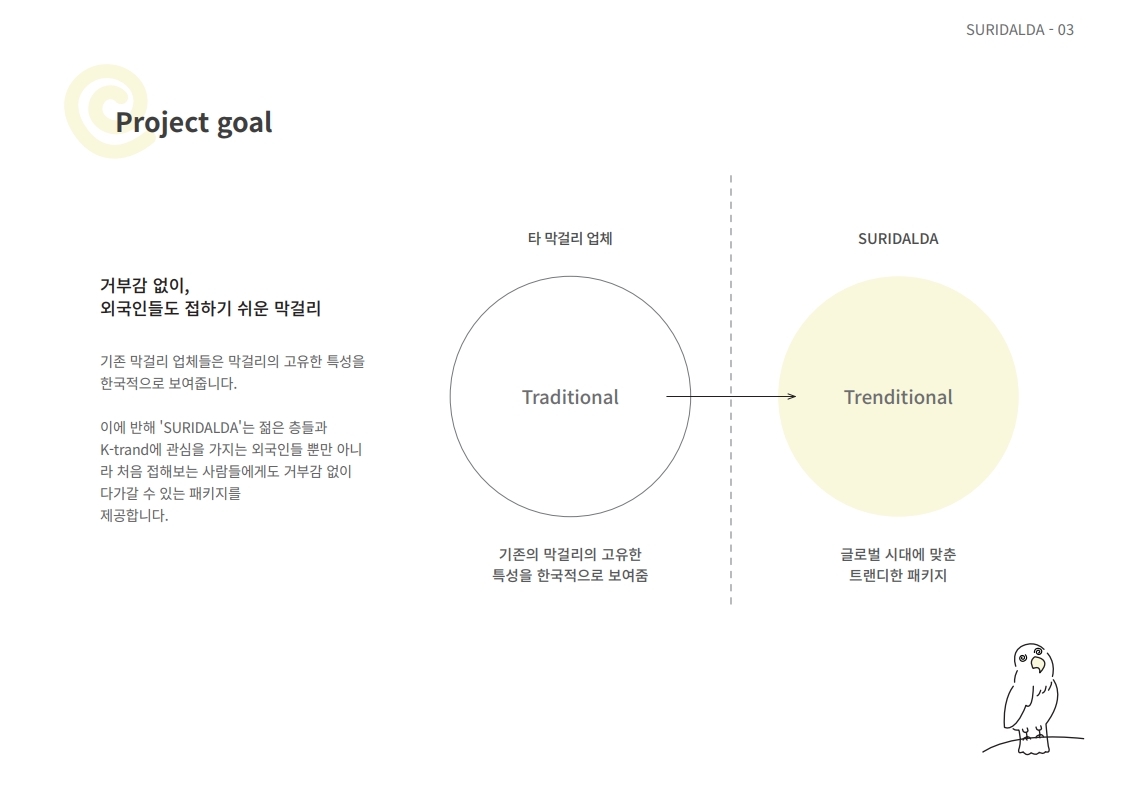 SURIDALDA - 03
Project goal
거부감 없이,
외국인들도 접하기 쉬운 막걸리
기존 막걸리 업체들은 막걸리의 고유한 특성을
한국적으로 보여줍니다.
이에 반해 'SURIDALDA'는 젊은 층들과
K-trand에 관심을 가지는 외국인들 뿐만 아니
라 처음 접해보는 사람들에게도 거부감 없이
다가갈 수 있는 패키지를
제공합니다.
타 막걸리 업체
Traditional
기존의 막걸리의 고유한
특성을 한국적으로 보여줌
SURIDALDA
Trenditional
글로벌 시대에 맞춘
트랜디한 패키지